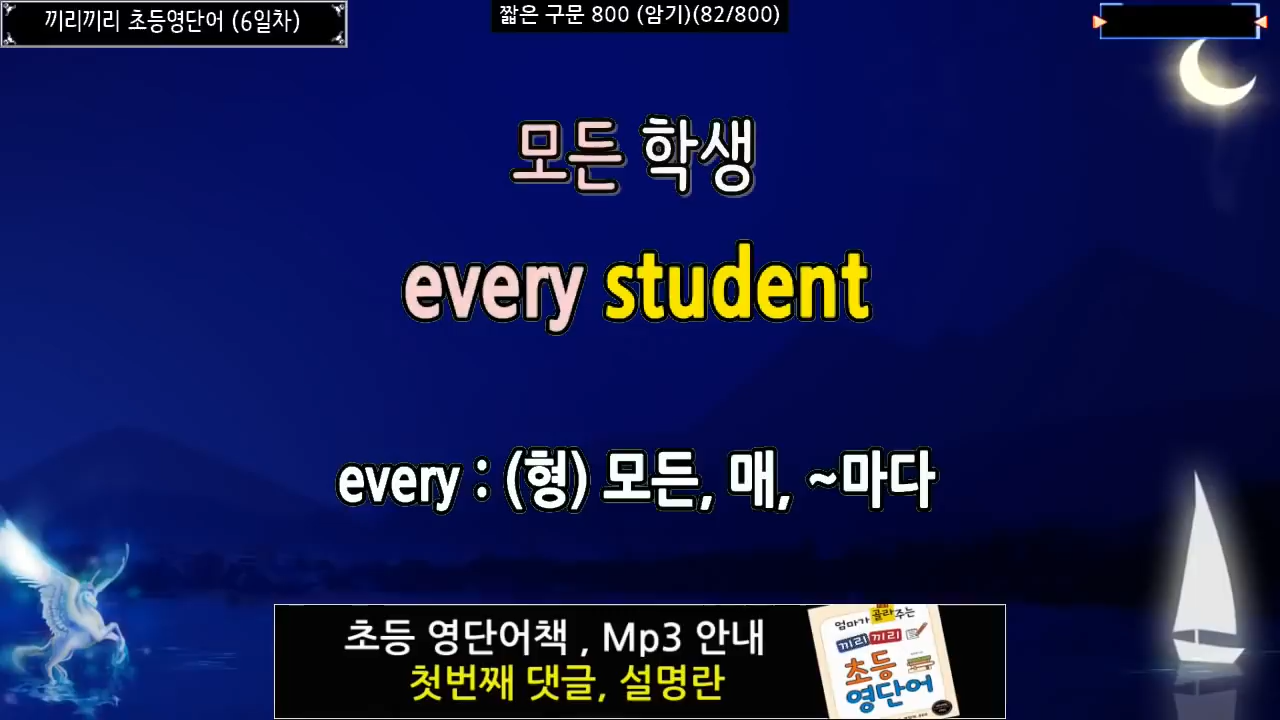 끼리끼리 초등영단어 (6일차)
짧은 구문 800 (암기)(82/800)
모든 학생
every student
every : (형) 모든, 매, ~마다
초등 영단어책 , Mp3 안내
첫번째 댓글, 설명란
엄마가 골라주는
끼리끼리
초등
영단어